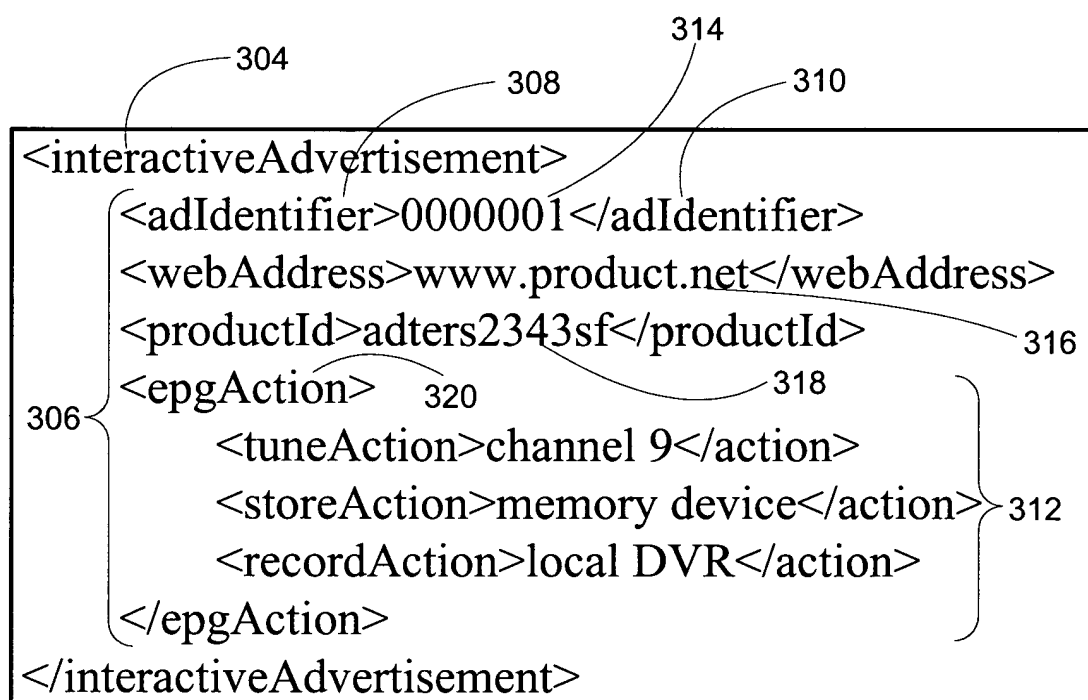 314
304
308
310
<interactiveAdvertisement>
<adIdentifier>0000001</adIdentifier>
<webAddress>www.product.net</webAddress>
<productId>adters2343sf</productId>
316
<epgAction>
320
318
306
<tuneAction>channel 9</action>
<storeAction>memory device</action>
312
<recordAction>local DVR</action>
</epgAction>
</interactiveAdvertisement>